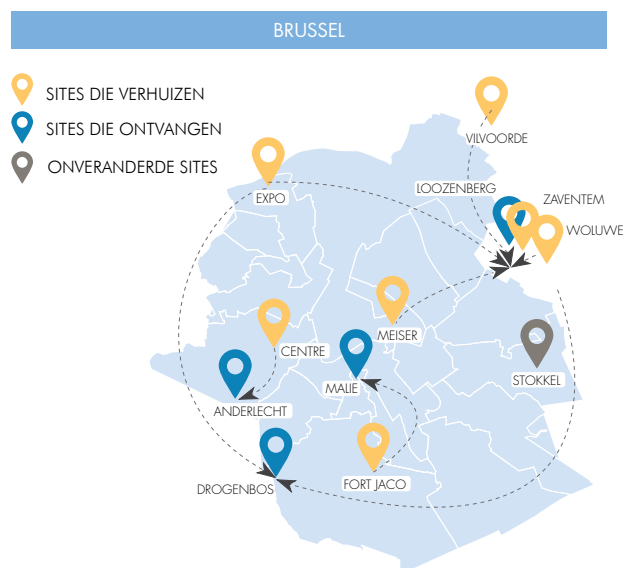 BRUSSEL
SITES DIE VERHUIZEN
SITES DIE ONTVANGEN
ONVERANDERDE SITES
VILVOORDE
LOOZENBERG
ZAVENTEM
EXPO
WOLUWE
MEISER
CENTRE
STOKKEL
MALIE
ANDERLECHT
FORT JACO
DROGENBOS